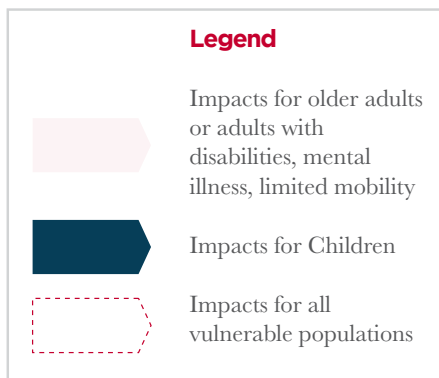 Legend
Impacts for older adults
or adults with
disabilities, mental
illness, limited mobility
Impacts for Children
Impacts for all
vulnerable populations